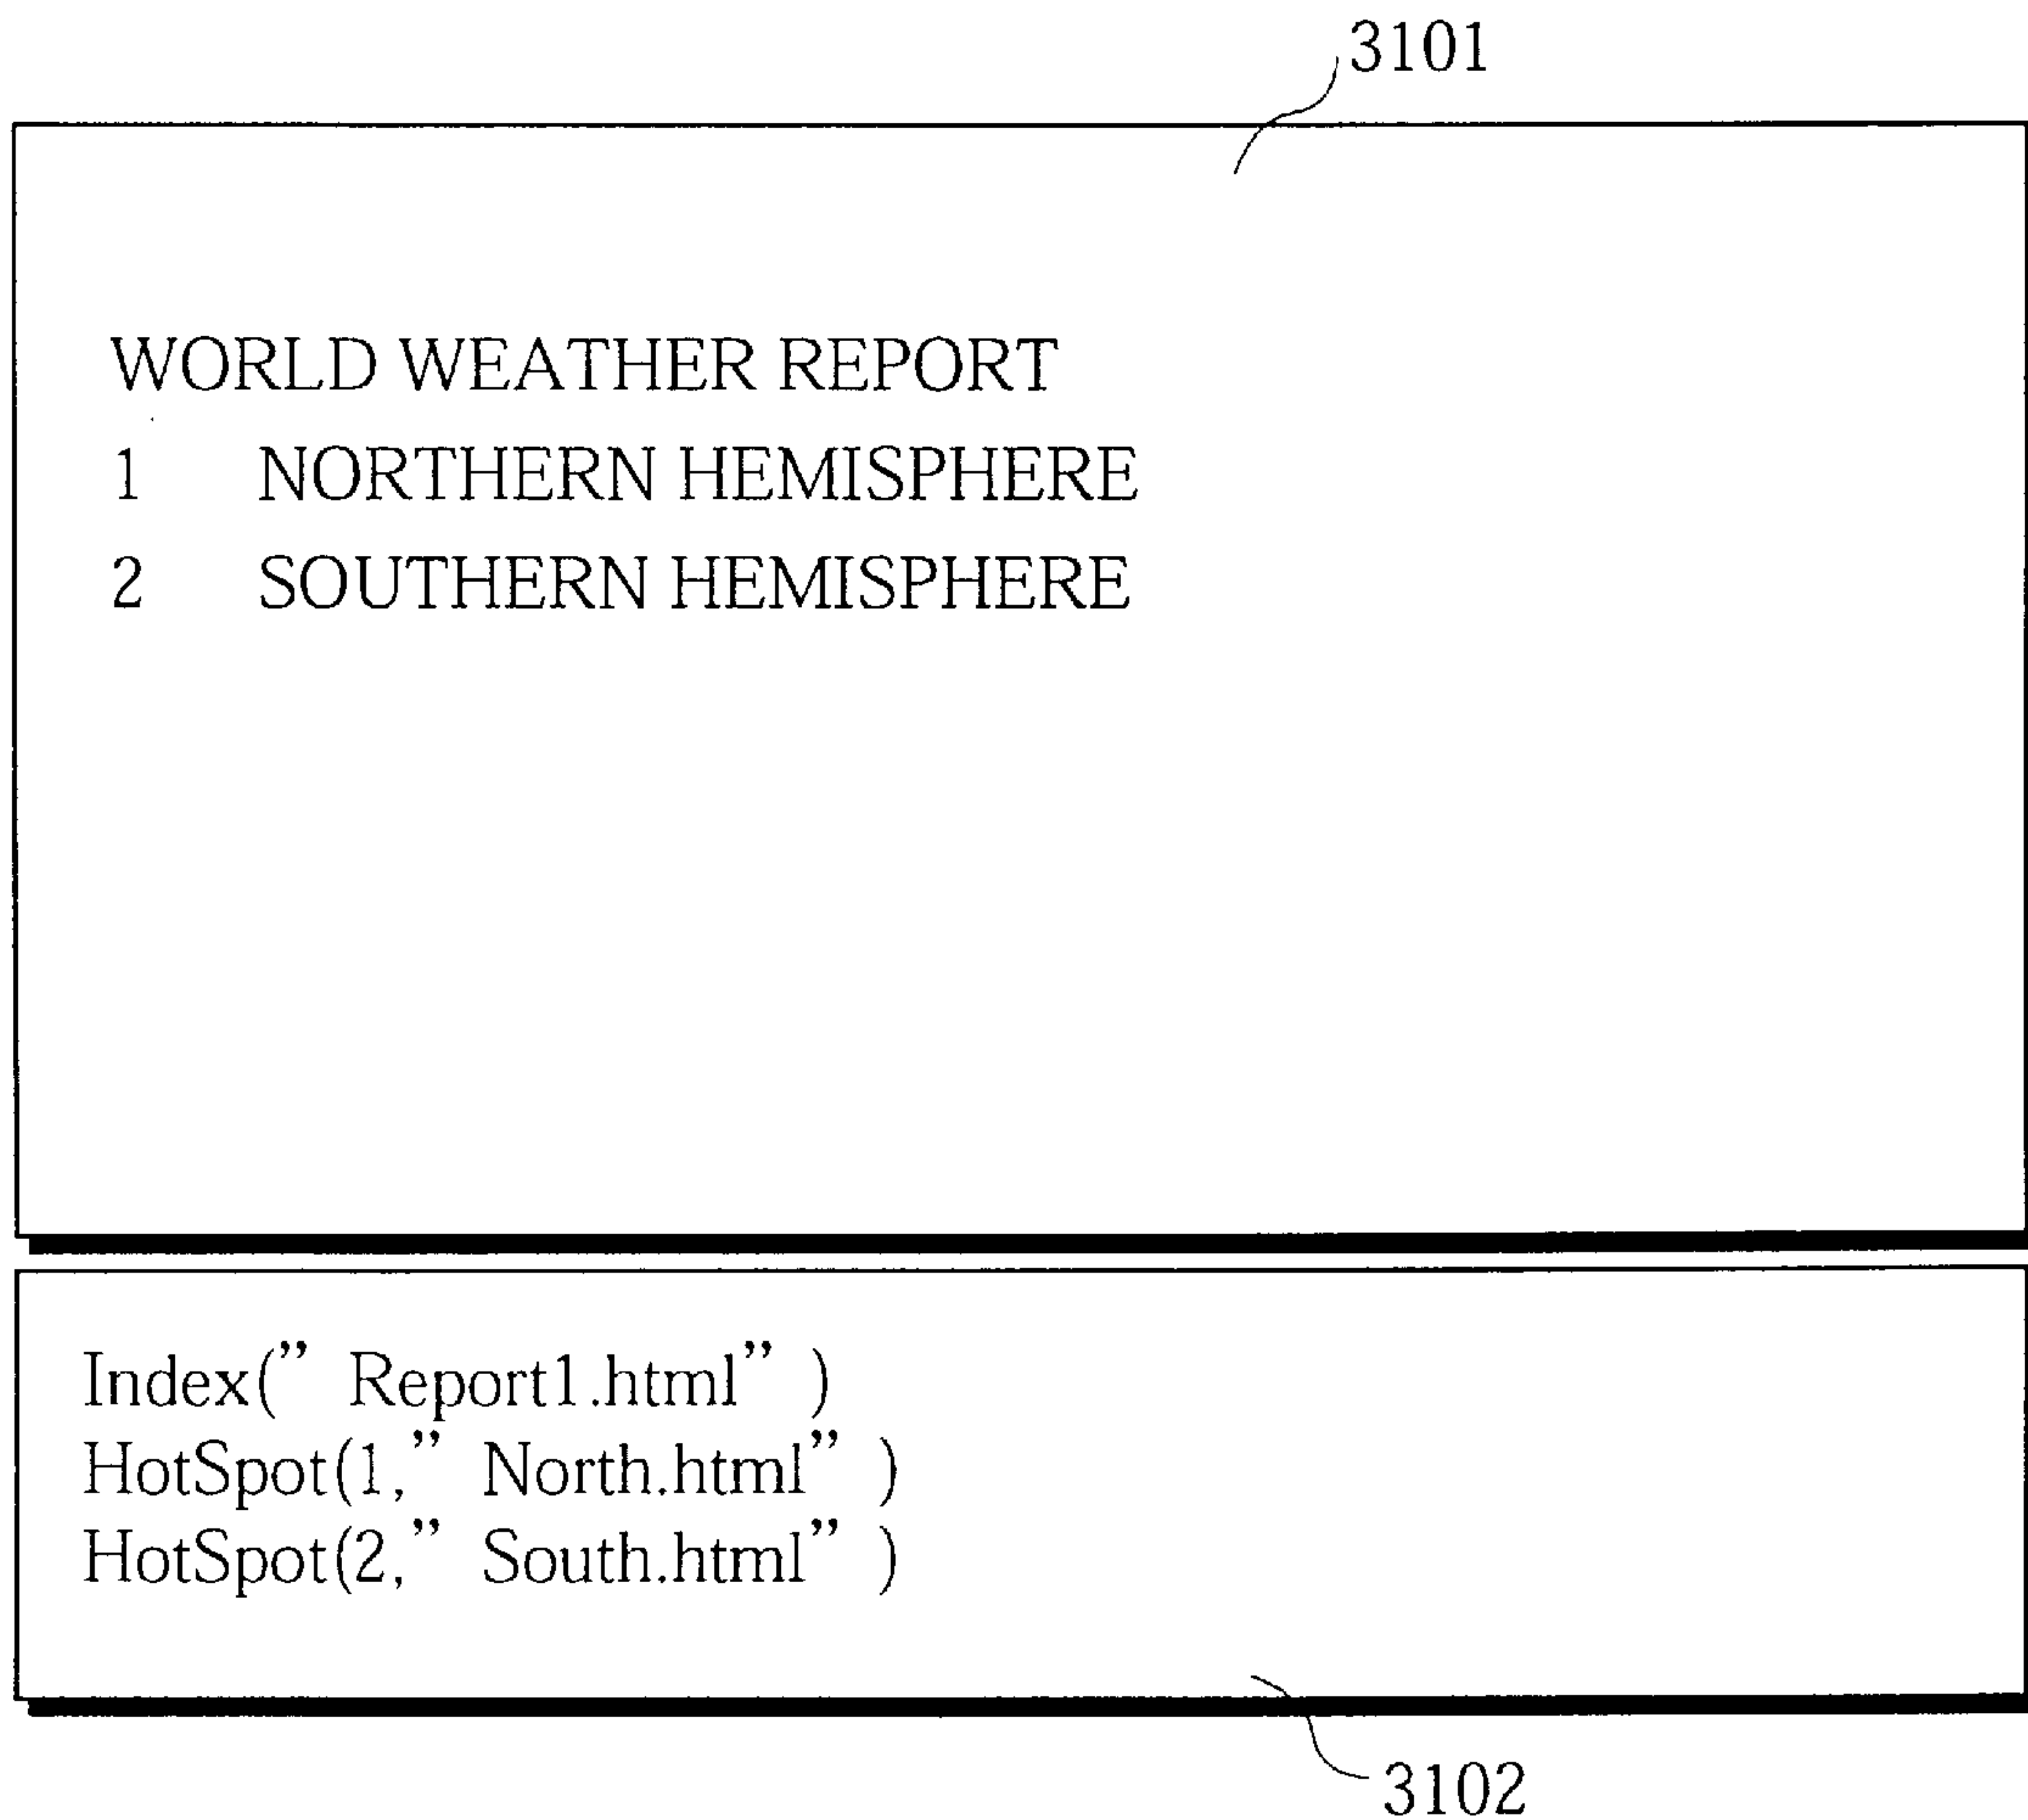 3101
WORLD WEATHER REPORT
1 NORTHERN HEMISPHERE
2 SOUTHERN HEMISPHERE
Index(” Report1.html” )
HotSpot(1,” North.html” )
HotSpot(2,” South.html” )
3102